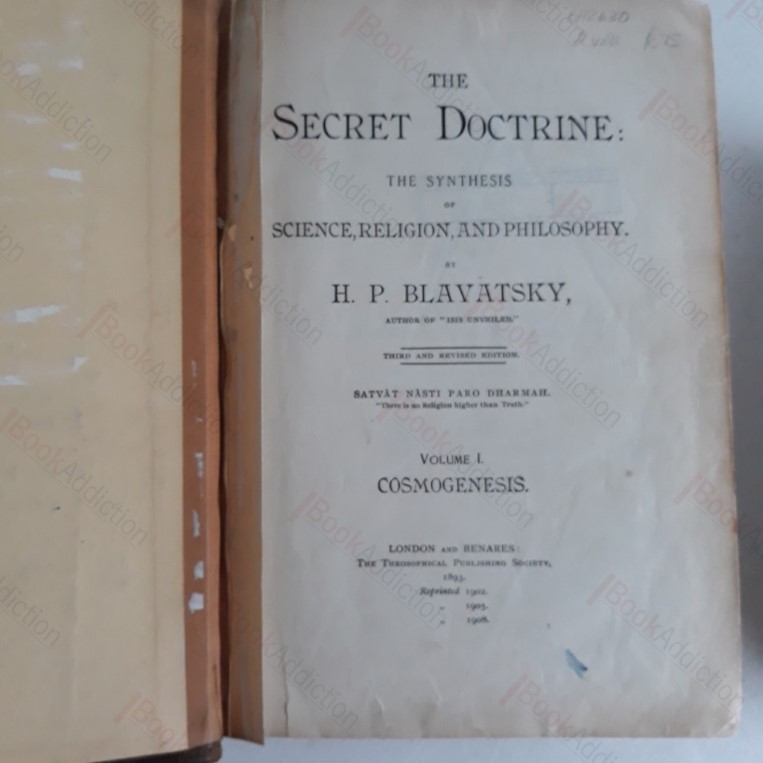 THE
SECRET DOCTRINE:
THE SYNTHESIS
OF
SCIENCE, RELIGION, AND PHILOSOPHY.
BY
H. P. BLAVATSKY,
AUTHOR OF "ISIS UNVEILED."
THIRD AND REVISED EDITION.
SATYÂT NÂSTI PARO DHARMAH.
"There is no Religion higher than Truth."
VOLUME I.
COSMOGENESIS.
LONDON AND BENARES:
THE THEOSOPHICAL PUBLISHING SOCIETY,
1893.
Reprinted 1902.
„ 1905.
„ 1908.
BookAddiction